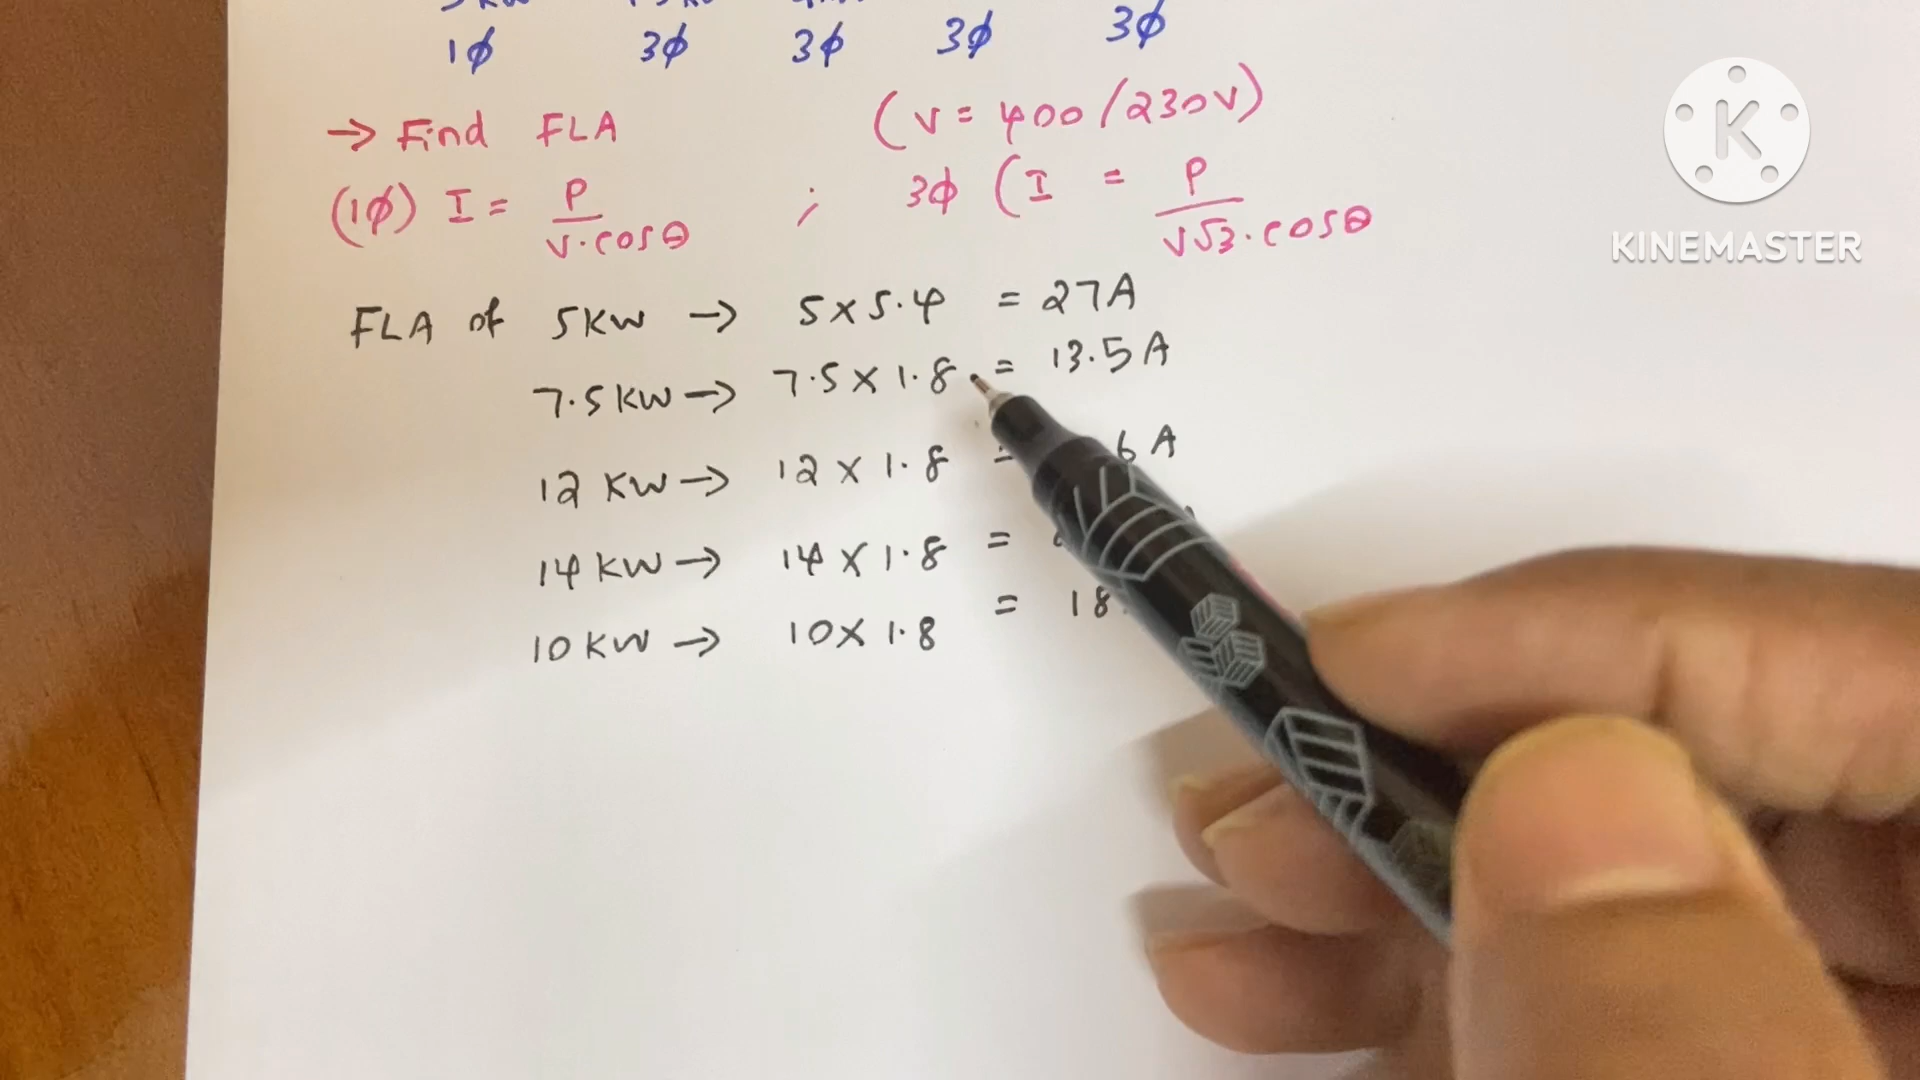 1ϕ 3ϕ 3ϕ 3ϕ 3ϕ
→ Find FLA (V = 400/230V)
(1ϕ) I = P/V·cosθ ; 3ϕ (I = P/V√3·cosθ
FLA of 5KW → 5 x 5.4 = 27A
7.5KW → 7.5 x 1.8 = 13.5A
12 KW → 12 x 1.8 = 6A
14 KW → 14 x 1.8 =
10 KW → 10 x 1.8 = 18
K
KINEMASTER